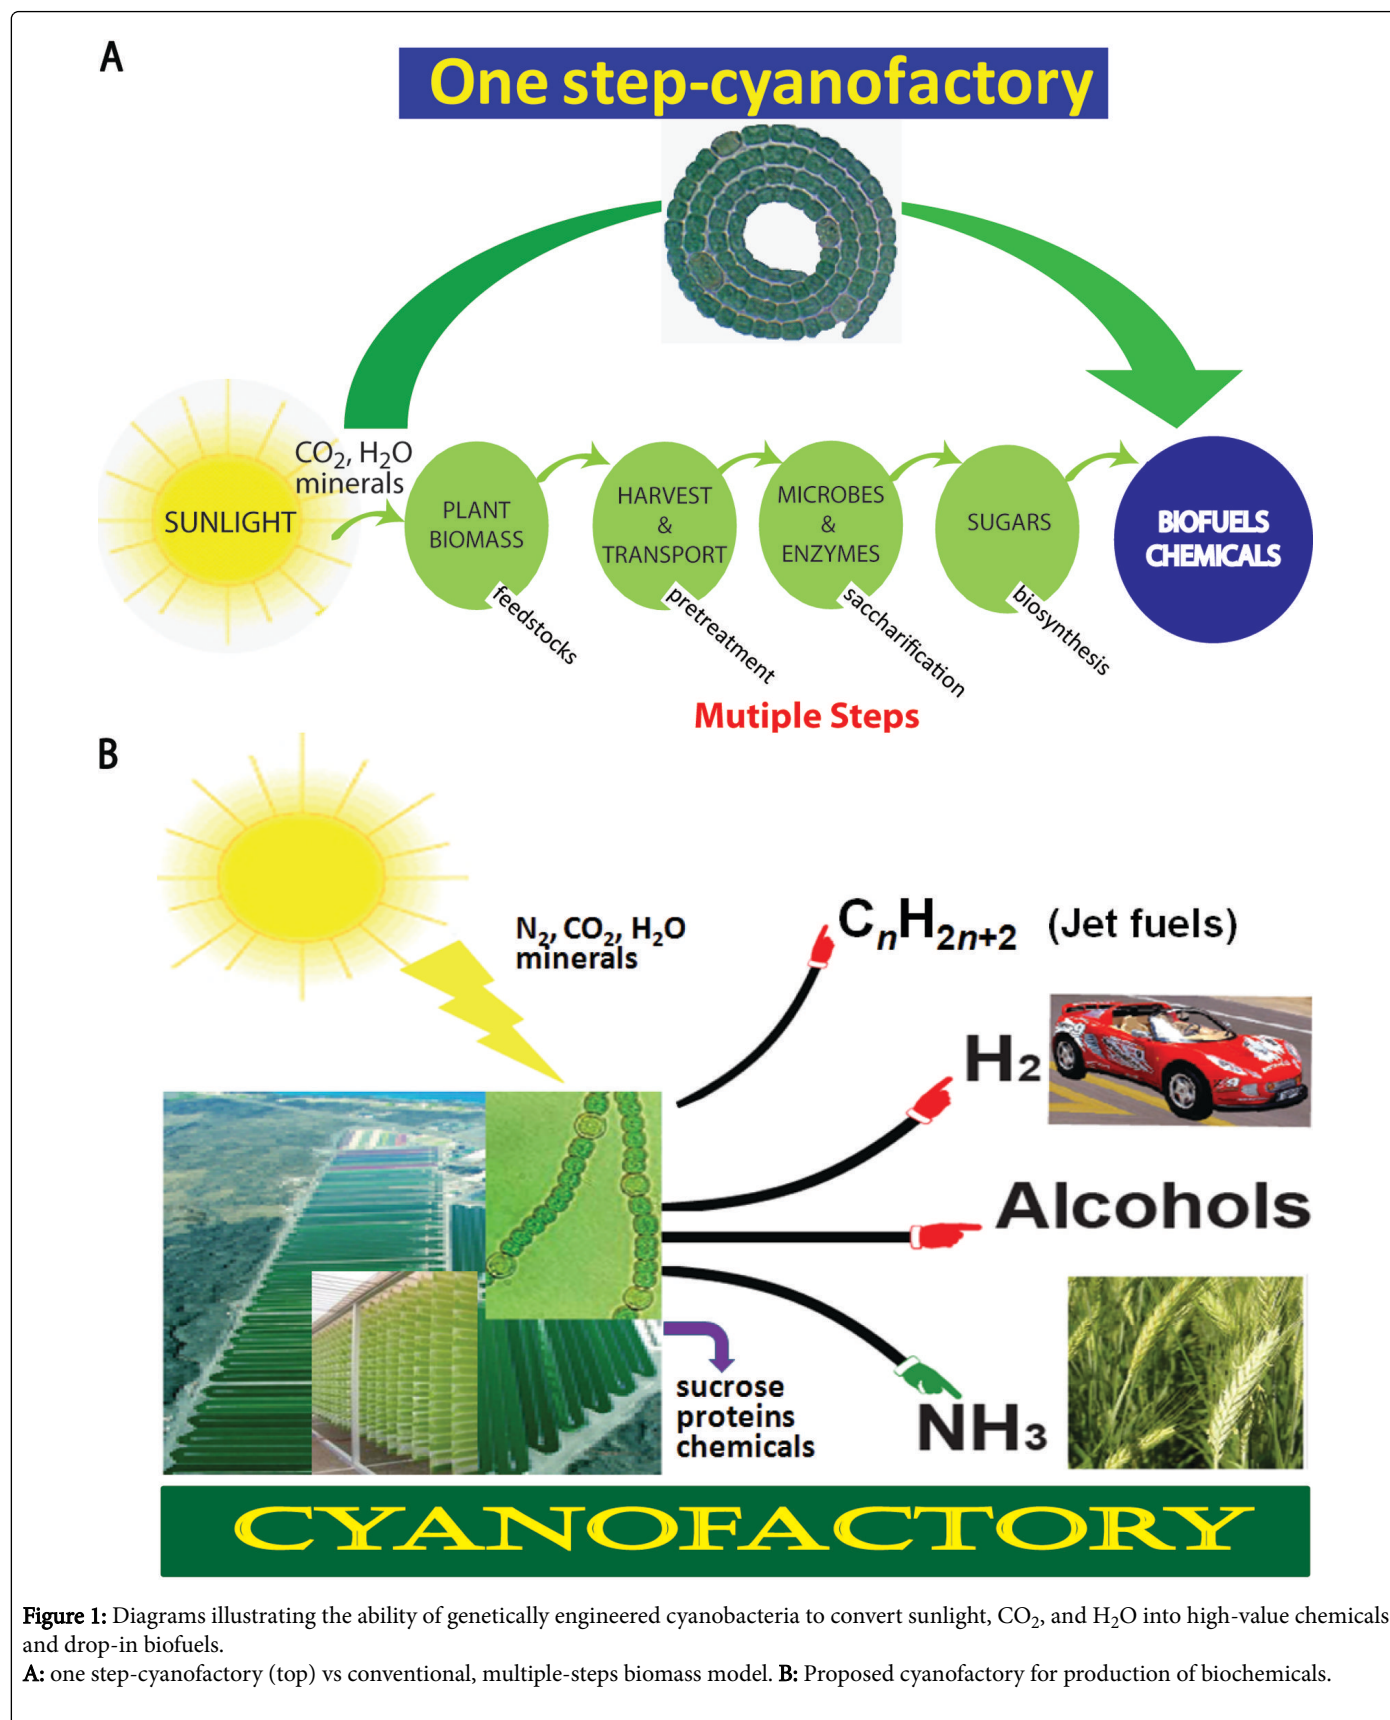 A
One step-cyanofactory
CO₂, H₂O
minerals
SUNLIGHT
PLANT
BIOMASS
feedstocks
HARVEST
&
TRANSPORT
pretreatment
MICROBES
&
ENZYMES
saccharification
SUGARS
biosynthesis
BIOFUELS
CHEMICALS
Mutiple Steps
B
N₂, CO₂, H₂O
minerals
CₙH₂ₙ₊₂ (Jet fuels)
H₂
Alcohols
NH₃
sucrose
proteins
chemicals
CYANOFACTORY
Figure 1: Diagrams illustrating the ability of genetically engineered cyanobacteria to convert sunlight, CO₂, and H₂O into high-value chemicals
and drop-in biofuels.
A: one step-cyanofactory (top) vs conventional, multiple-steps biomass model. B: Proposed cyanofactory for production of biochemicals.